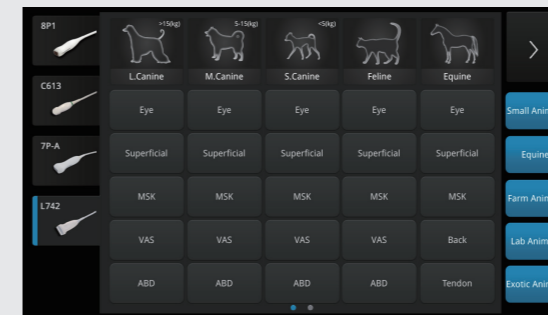 8P1
C613
7P-A
L742
>15(kg) 5-15(kg) <5(kg)
L.Canine M.Canine S.Canine Feline Equine
Eye Eye Eye Eye Eye
Superficial Superficial Superficial Superficial Superficial
MSK MSK MSK MSK MSK
VAS VAS VAS VAS Back
ABD ABD ABD ABD Tendon
Small Anim
Equine
Farm Anim
Lab Anim
Exotic Anim